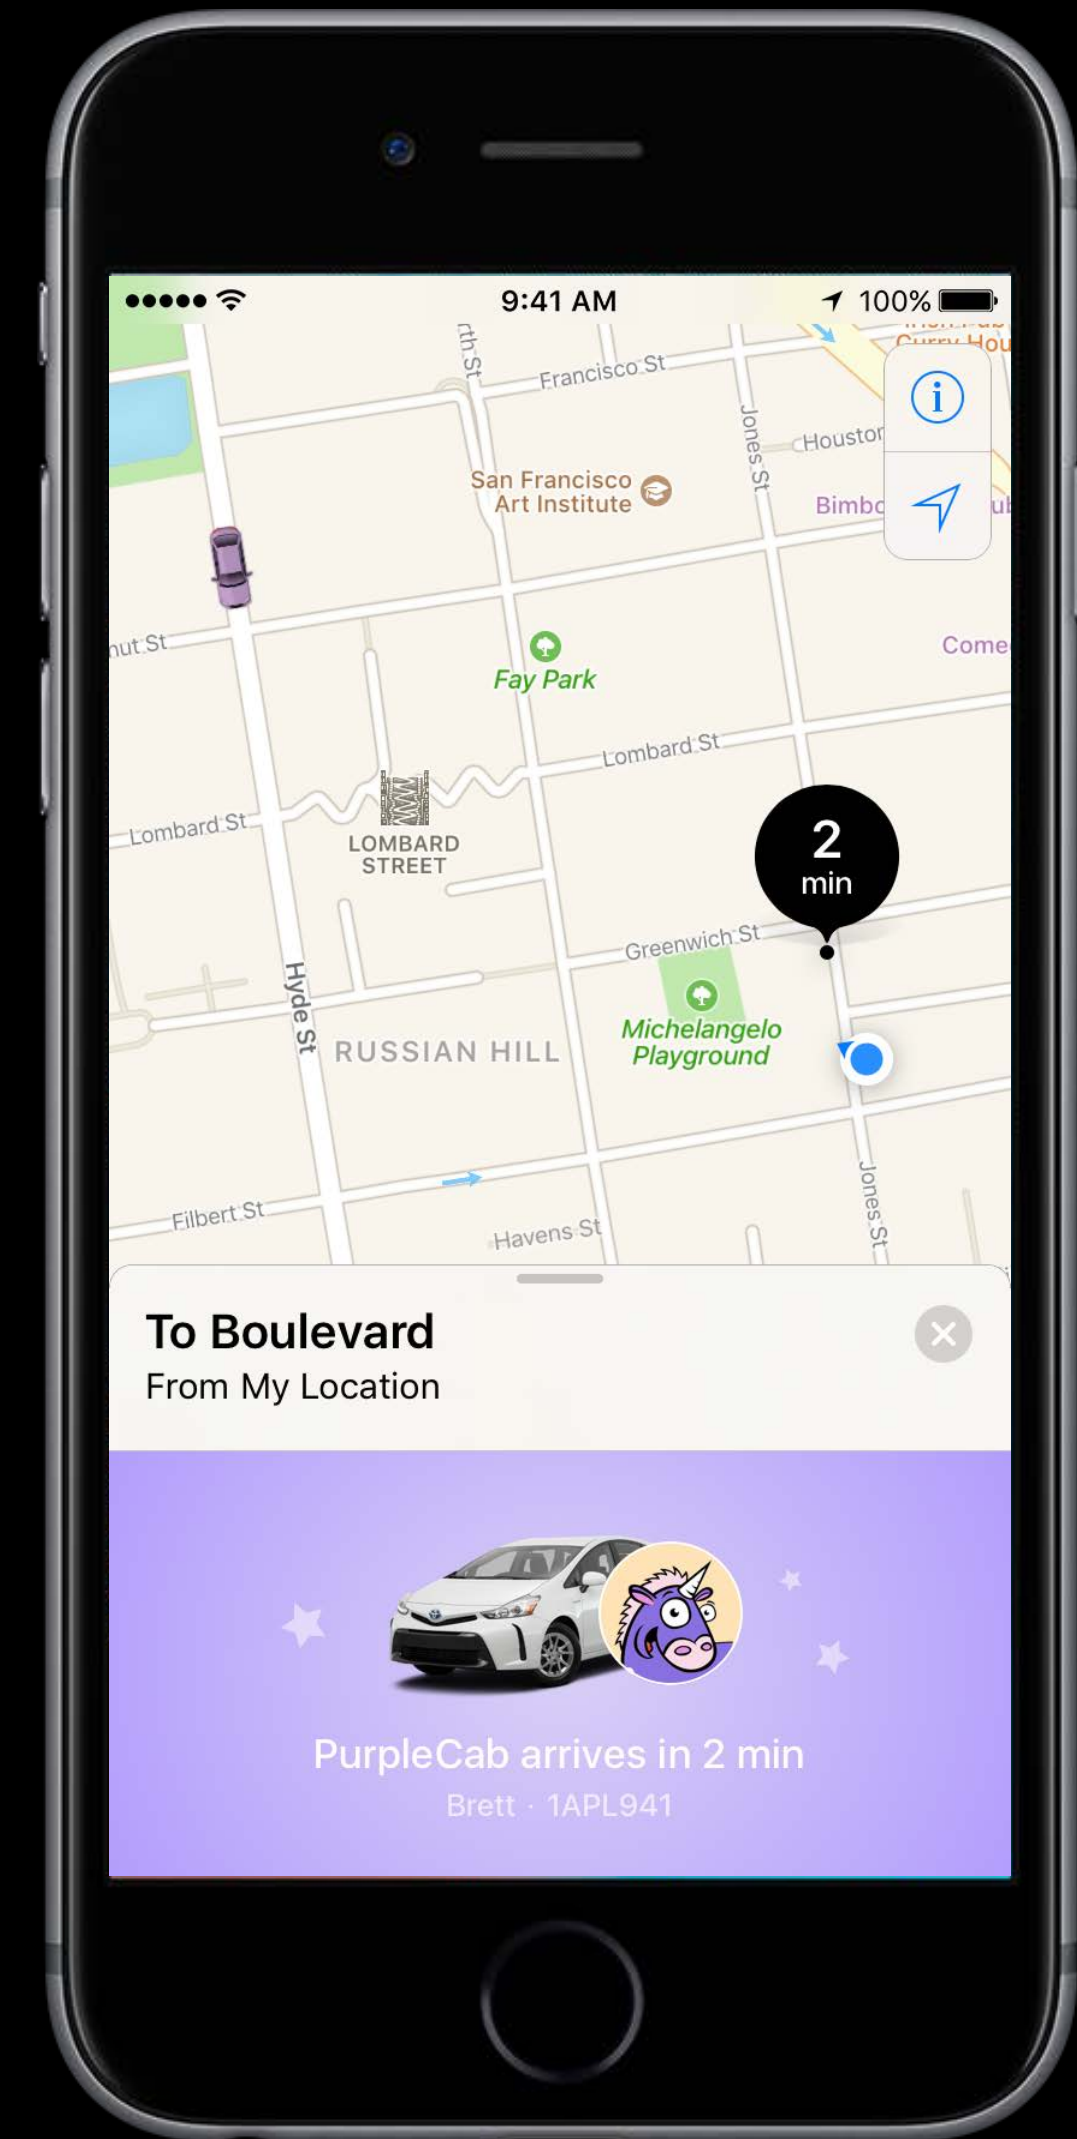 9:41 AM
100%
Francisco St
Jones St
San Francisco
Art Institute
Fay Park
Lombard St
Lombard St
LOMBARD
STREET
2
min
Greenwich St
Hyde St
RUSSIAN HILL
Michelangelo
Playground
Filbert St
Havens St
Jones St
To Boulevard
From My Location
PurpleCab arrives in 2 min
Brett · 1APL941